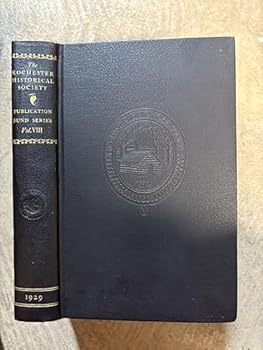 The
ROCHESTER
HISTORICAL
SOCIETY
PUBLICATION
FUND SERIES
Vol. VIII
1929